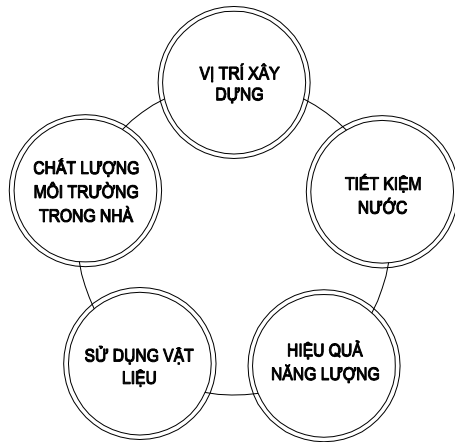 VỊ TRÍ XÂY
DỰNG
TIẾT KIỆM
NƯỚC
HIỆU QUẢ
NĂNG LƯỢNG
SỬ DỤNG VẬT
LIỆU
CHẤT LƯỢNG
MÔI TRƯỜNG
TRONG NHÀ